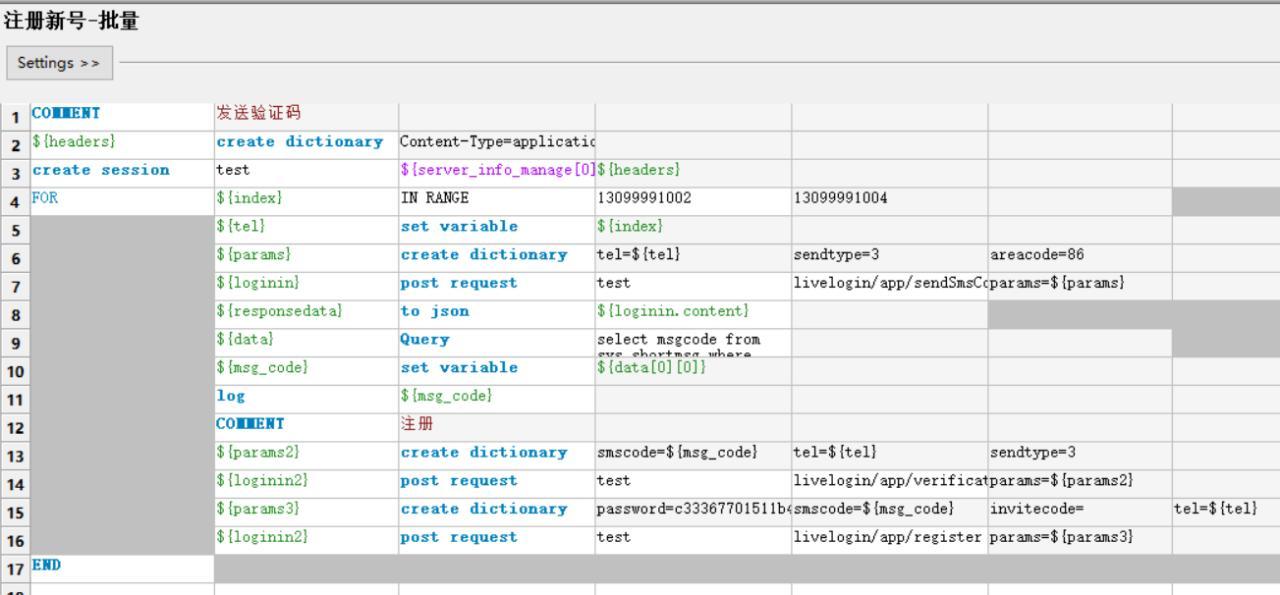 注册新号-批量
Settings >>
1 COMMENT 发送验证码
2 ${headers} create dictionary Content-Type=applicatic
3 create session test ${server_info_manage[0] ${headers}
4 FOR ${index} IN RANGE 13099991002 13099991004
5 ${tel} set variable ${index}
6 ${params} create dictionary tel=${tel} sendtype=3 areacode=86
7 ${loginin} post request test livelogin/app/sendSmsCo params=${params}
8 ${responsedata} to json ${loginin.content}
9 ${data} Query select msgcode from
sys_shortmsg where
10 ${msg_code} set variable ${data[0][0]}
11 log ${msg_code}
12 COMMENT 注册
13 ${params2} create dictionary smscode=${msg_code} tel=${tel} sendtype=3
14 ${loginin2} post request test livelogin/app/verificat params=${params2}
15 ${params3} create dictionary password=c33367701511b4 smscode=${msg_code} invitecode= tel=${tel}
16 ${loginin2} post request test livelogin/app/register params=${params3}
17 END